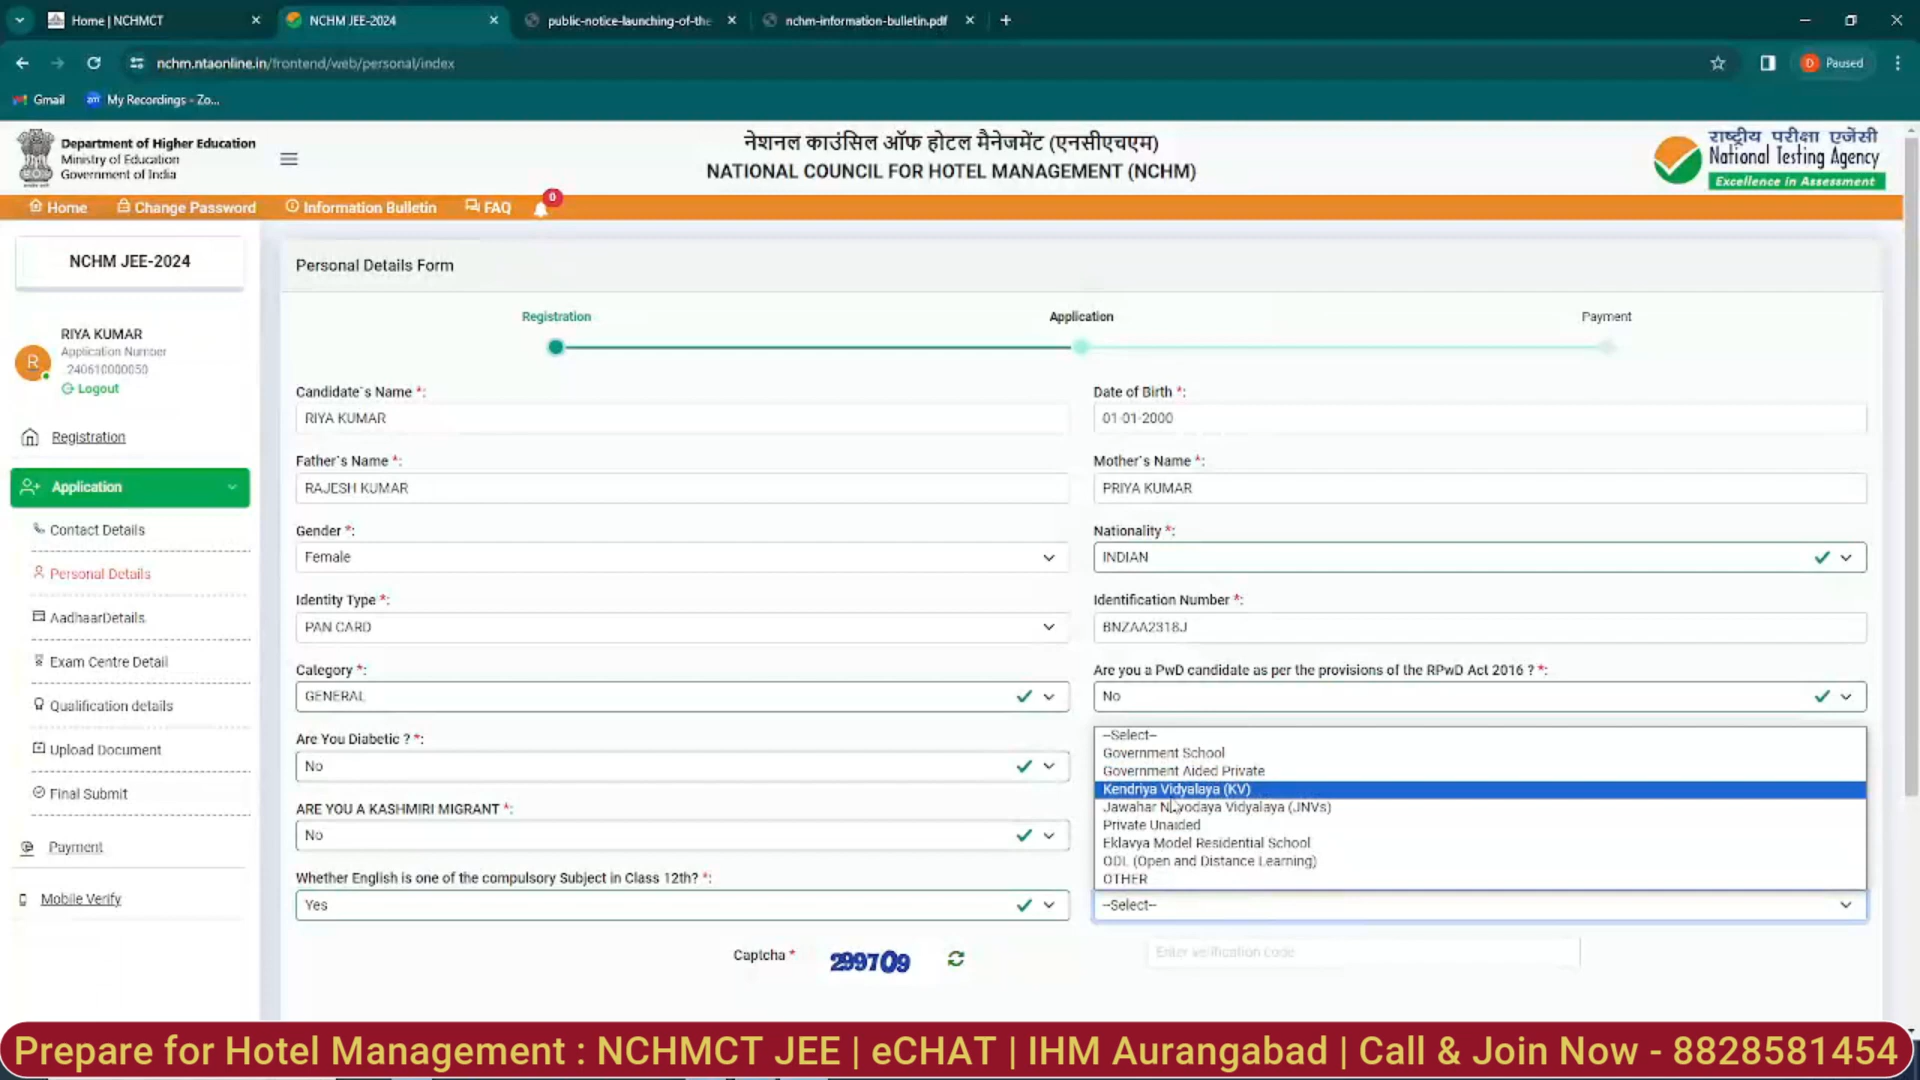 Home | NCHMCT
NCHM JEE-2024
public-notice-launching-of-the
nchm-information-bulletin.pdf
nchm.ntaonline.in/frontend/web/personal/index
D Paused
Gmail
My Recordings - Zo...
Department of Higher Education
Ministry of Education
Government of India
नेशनल काउंसिल ऑफ होटल मैनेजमेंट (एनसीएचएम)
NATIONAL COUNCIL FOR HOTEL MANAGEMENT (NCHM)
राष्ट्रीय परीक्षा एजेंसी
National Testing Agency
Excellence in Assessment
Home
Change Password
Information Bulletin
FAQ
0
NCHM JEE-2024
RIYA KUMAR
Application Number
240610000050
Logout
R
Registration
Application
Contact Details
Personal Details
AadhaarDetails
Exam Centre Detail
Qualification details
Upload Document
Final Submit
Payment
Mobile Verify
Personal Details Form
Registration
Application
Payment
Candidate`s Name *:
RIYA KUMAR
Date of Birth *:
01-01-2000
Father`s Name *:
RAJESH KUMAR
Mother`s Name *:
PRIYA KUMAR
Gender *:
Female
Nationality *:
INDIAN
Identity Type *:
PAN CARD
Identification Number *:
BNZAA2318J
Category *:
GENERAL
Are you a PwD candidate as per the provisions of the RPwD Act 2016 ? *:
No
Are You Diabetic ? *:
No
ARE YOU A KASHMIRI MIGRANT *:
No
Whether English is one of the compulsory Subject in Class 12th? *:
Yes
--Select--
Government School
Government Aided Private
Kendriya Vidyalaya (KV)
Jawahar Navodaya Vidyalaya (JNVs)
Private Unaided
Eklavya Model Residential School
ODL (Open and Distance Learning)
OTHER
--Select--
Captcha *
299709
Enter verification code
Prepare for Hotel Management : NCHMCT JEE | eCHAT | IHM Aurangabad | Call & Join Now - 8828581454